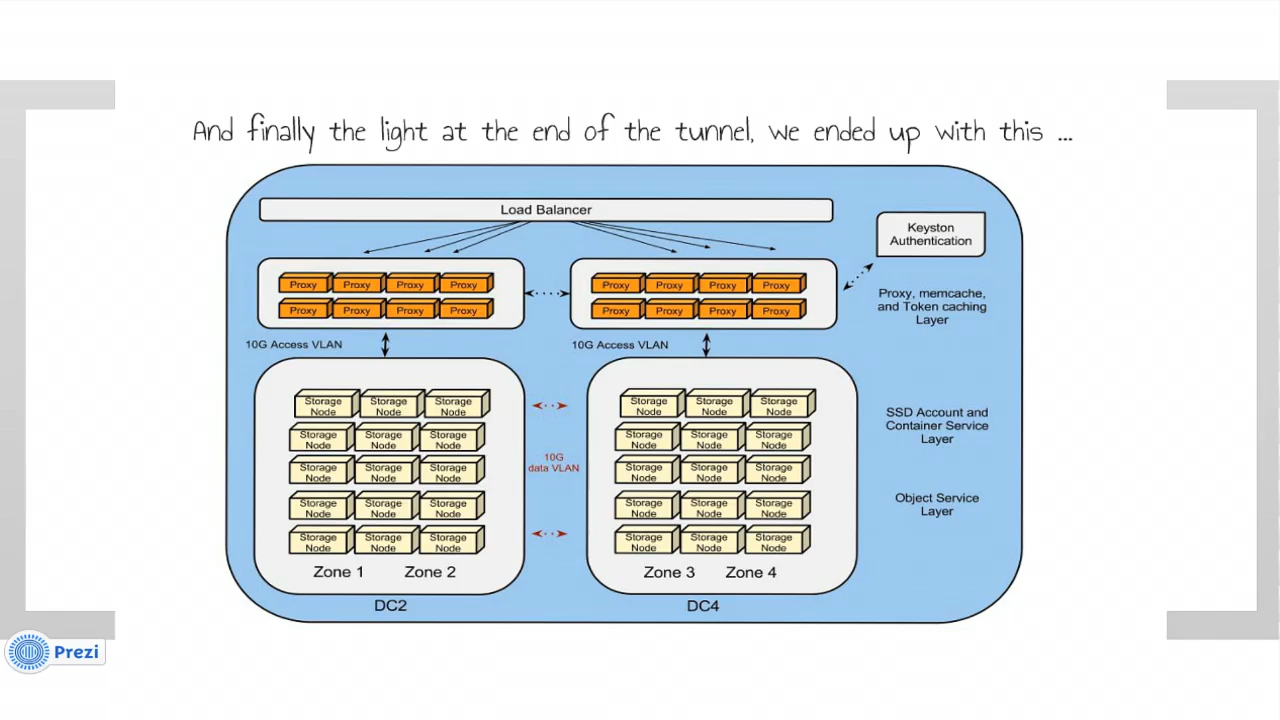 And finally the light at the end of the tunnel, we ended up with this ...
Load Balancer
Keyston
Authentication
Proxy Proxy Proxy Proxy
Proxy Proxy Proxy Proxy
Proxy Proxy Proxy Proxy
Proxy Proxy Proxy Proxy
Proxy, memcache,
and Token caching
Layer
10G Access VLAN
10G Access VLAN
Storage Storage Storage
Node Node Node
Storage Storage Storage
Node Node Node
Storage Storage Storage
Node Node Node
Storage Storage Storage
Node Node Node
Storage Storage Storage
Node Node Node
Zone 1 Zone 2
DC2
10G
data VLAN
Storage Storage Storage
Node Node Node
Storage Storage Storage
Node Node Node
Storage Storage Storage
Node Node Node
Storage Storage Storage
Node Node Node
Storage Storage Storage
Node Node Node
Zone 3 Zone 4
DC4
SSD Account and
Container Service
Layer
Object Service
Layer
Prezi